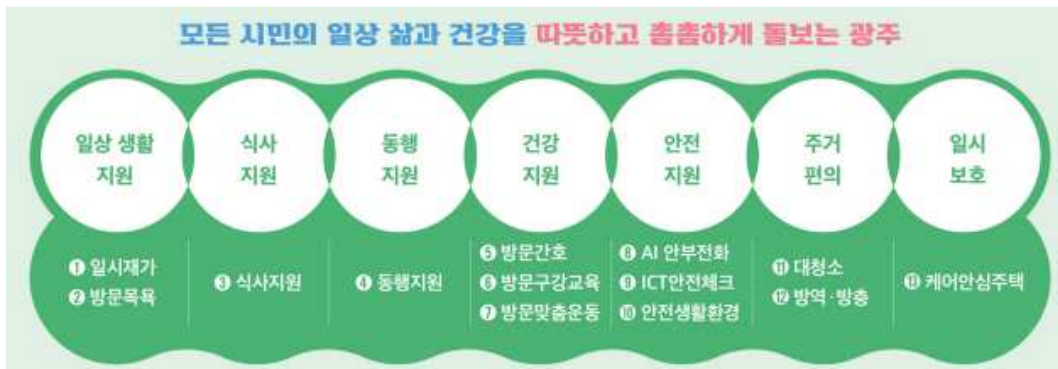 모든 시민의 일상 삶과 건강을 따뜻하고 촘촘하게 돌보는 광주
일상 생활
지원
식사
지원
동행
지원
건강
지원
안전
지원
주거
편의
일시
보호
❶ 일시재가
❷ 방문목욕
❸ 식사지원
❹ 동행지원
❺ 방문간호
❻ 방문구강교육
❼ 방문맞춤운동
❽ AI 안부전화
❾ ICT안전체크
❿ 안전생활환경
⓫ 대청소
⓬ 방역·방충
⓭ 케어안심주택